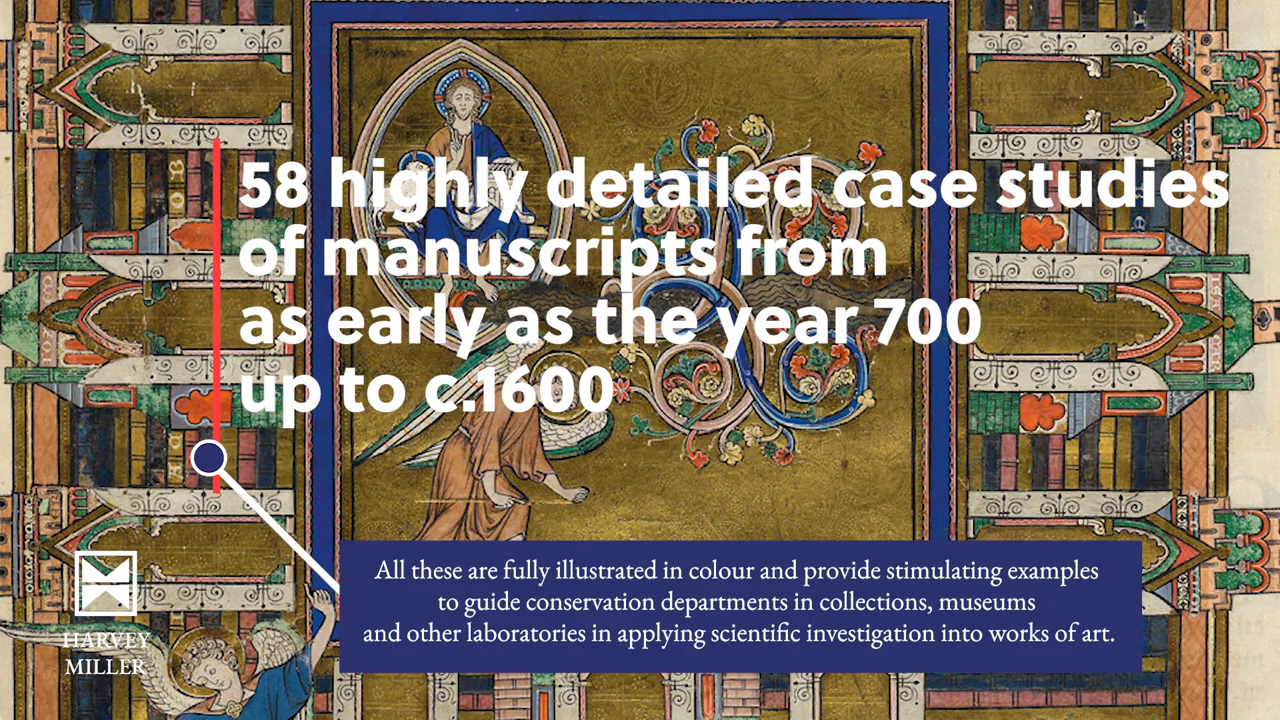 58 highly detailed case studies
of manuscripts from
as early as the year 700
up to c.1600
All these are fully illustrated in colour and provide stimulating examples
to guide conservation departments in collections, museums
and other laboratories in applying scientific investigation into works of art.
HARVEY
MILLER